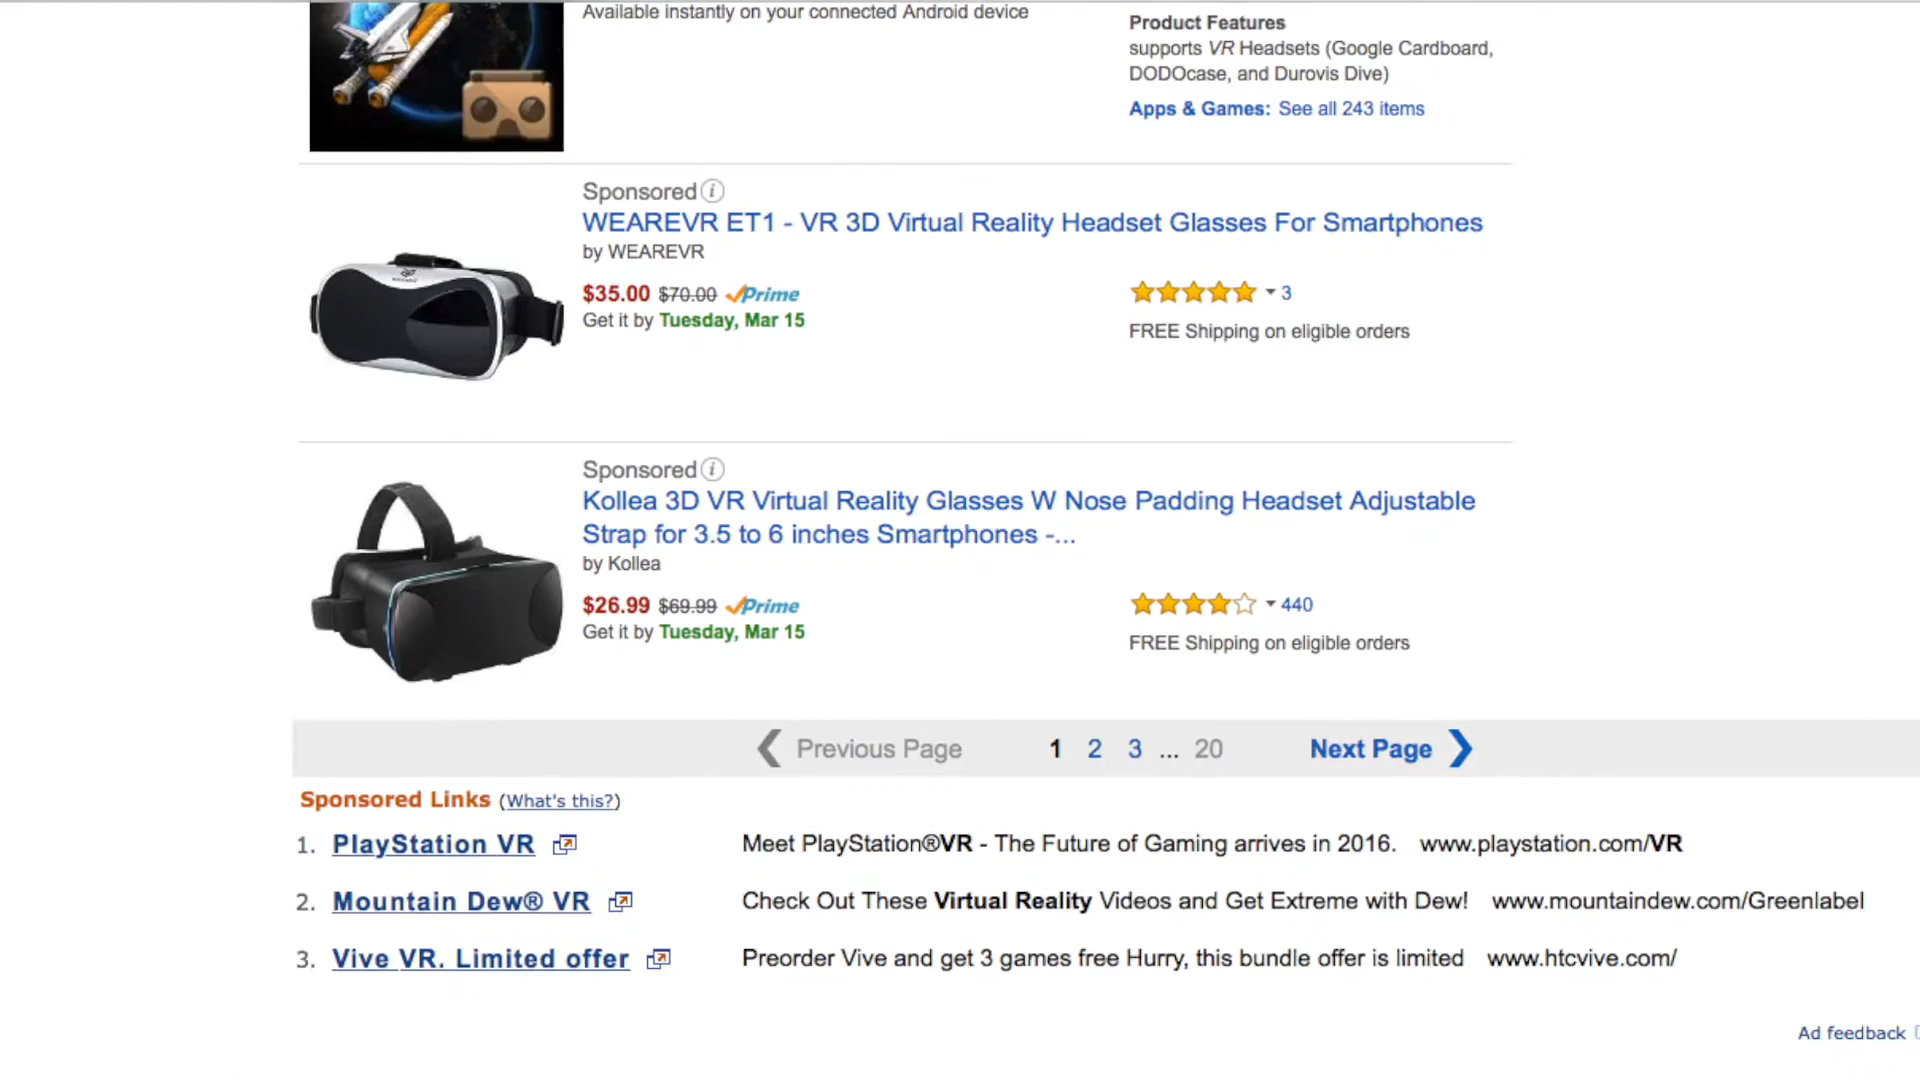 Available instantly on your connected Android device
Product Features
supports VR Headsets (Google Cardboard,
DODOcase, and Durovis Dive)
Apps & Games: See all 243 items
Sponsored
WEAREVR ET1 - VR 3D Virtual Reality Headset Glasses For Smartphones
by WEAREVR
$35.00 $70.00 Prime
Get it by Tuesday, Mar 15
3
FREE Shipping on eligible orders
Sponsored
Kollea 3D VR Virtual Reality Glasses W Nose Padding Headset Adjustable
Strap for 3.5 to 6 inches Smartphones -...
by Kollea
$26.99 $69.99 Prime
Get it by Tuesday, Mar 15
440
FREE Shipping on eligible orders
Previous Page 1 2 3 ... 20 Next Page
Sponsored Links (What's this?)
1. PlayStation VR Meet PlayStation®VR - The Future of Gaming arrives in 2016. www.playstation.com/VR
2. Mountain Dew® VR Check Out These Virtual Reality Videos and Get Extreme with Dew! www.mountaindew.com/Greenlabel
3. Vive VR. Limited offer Preorder Vive and get 3 games free Hurry, this bundle offer is limited www.htcvive.com/
Ad feedback